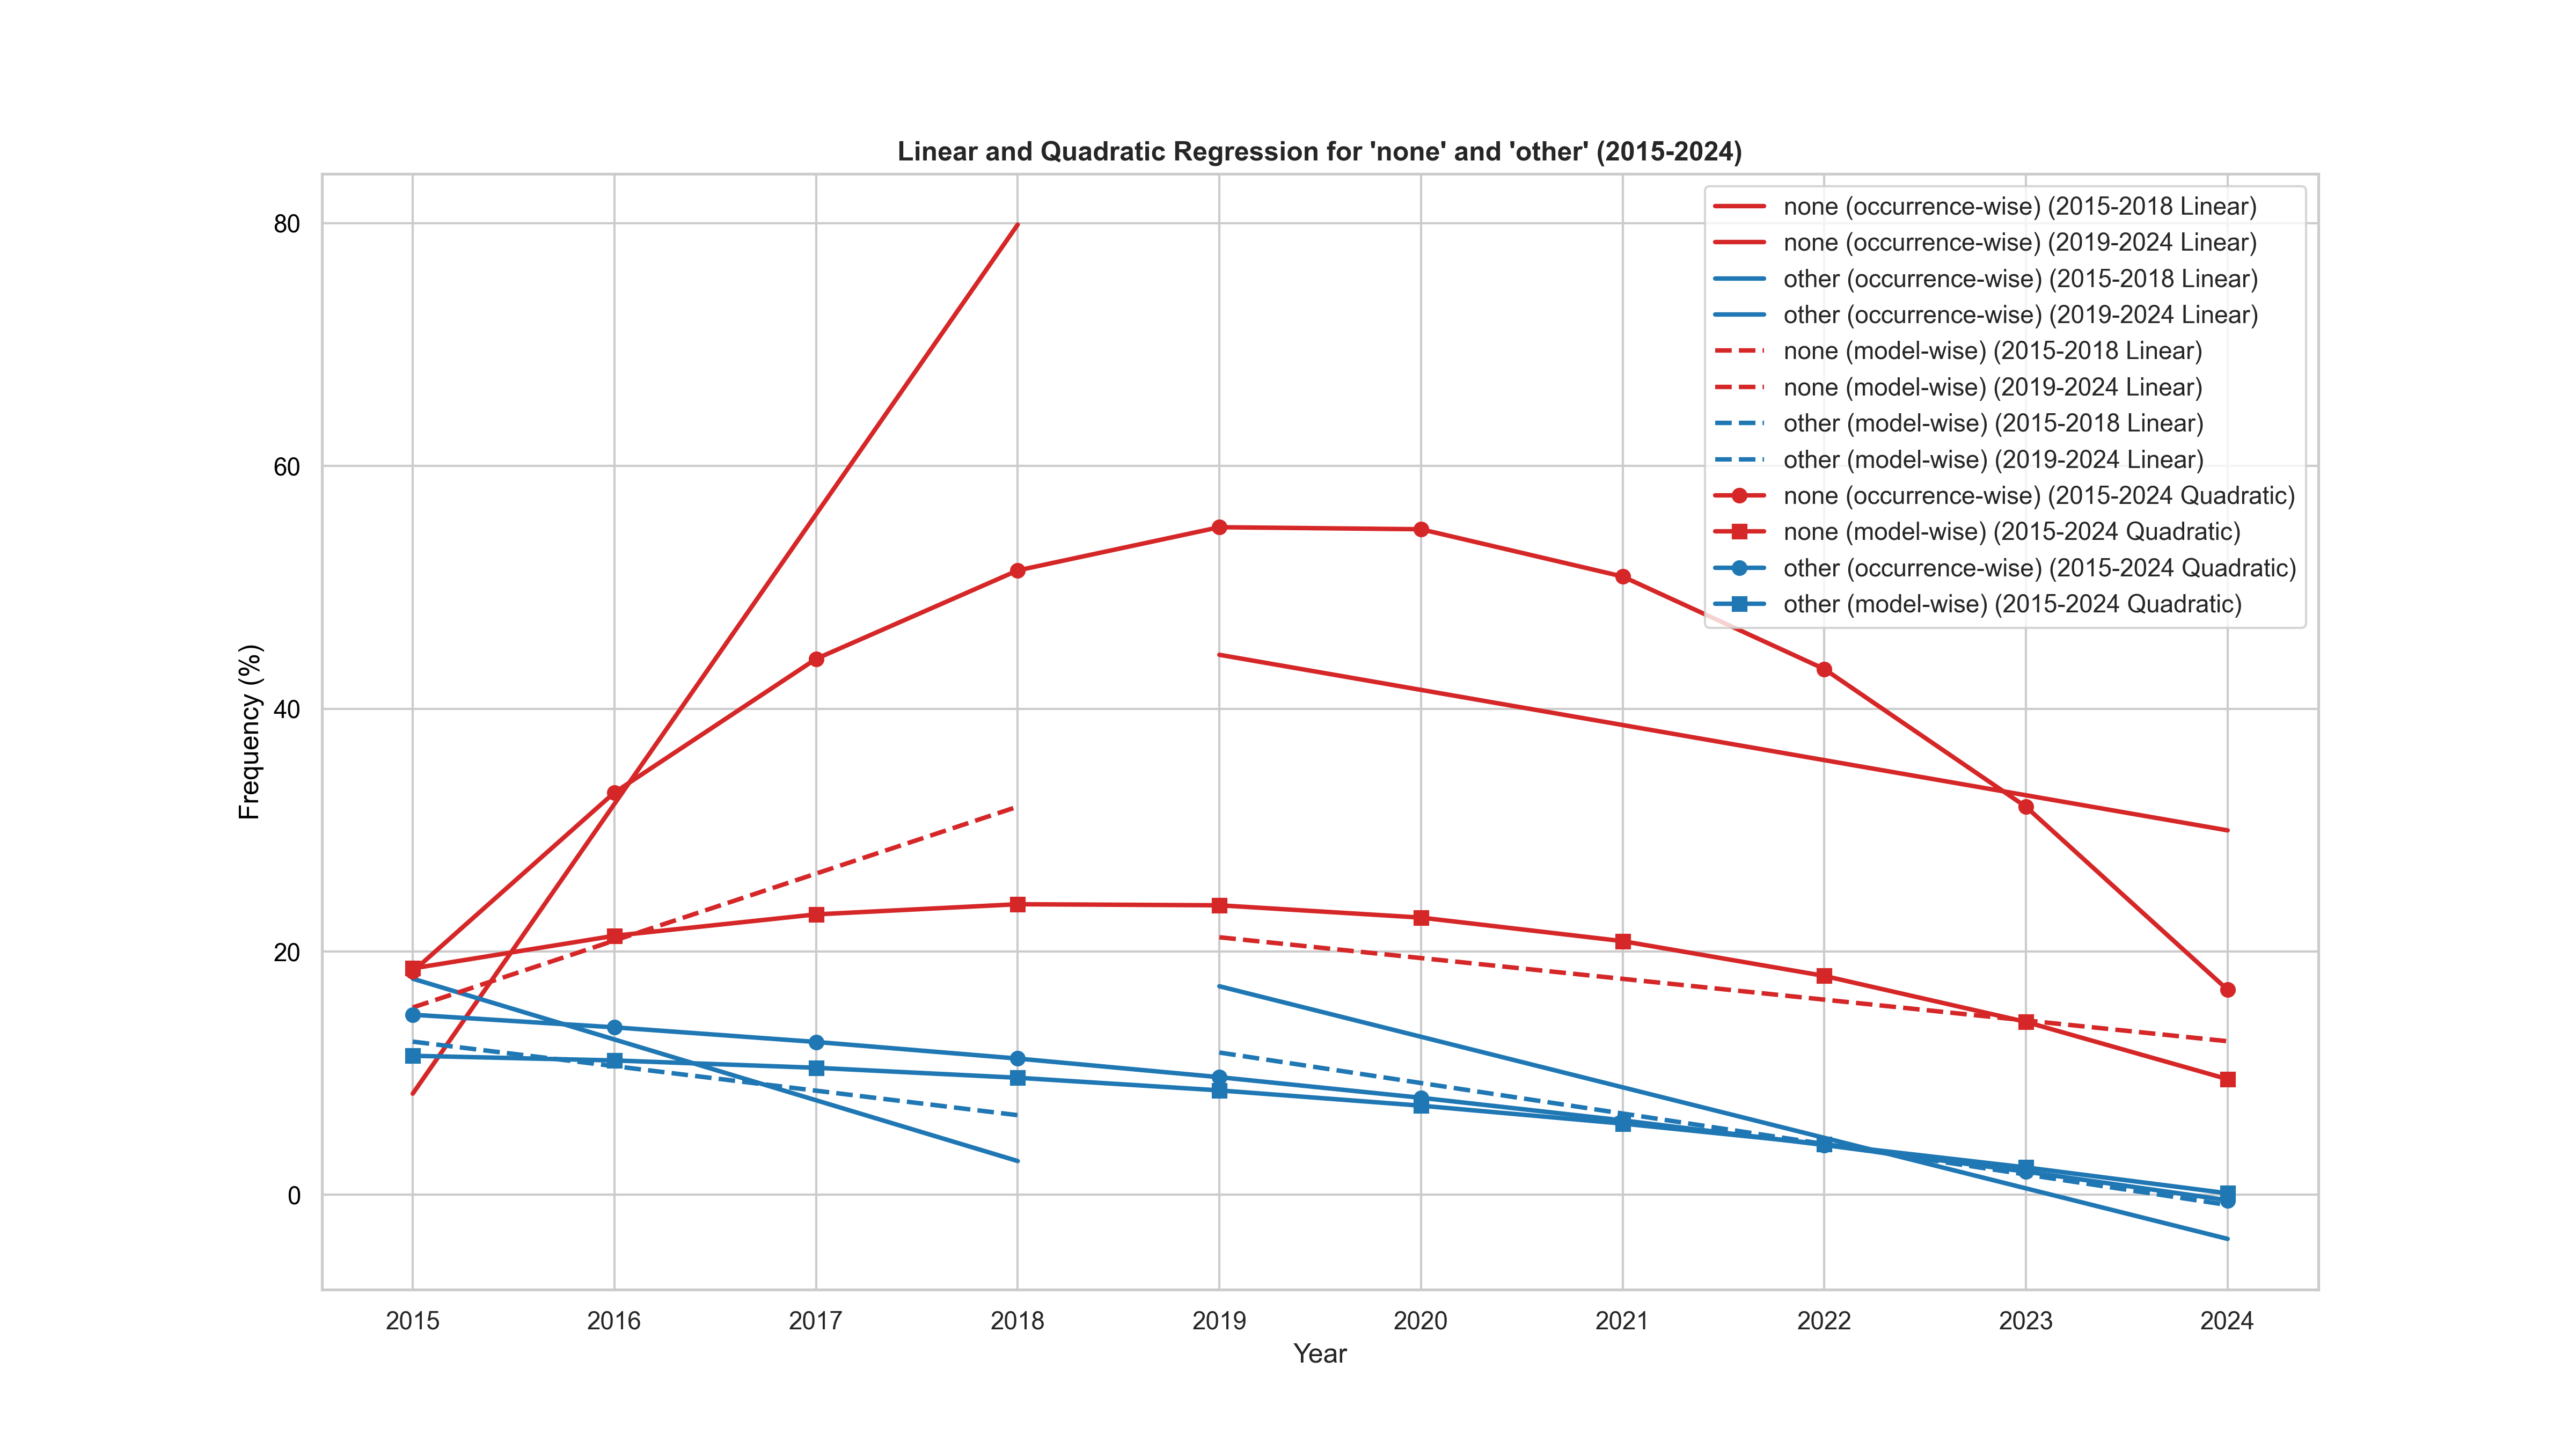 Linear and Quadratic Regression for 'none' and 'other' (2015-2024)
none (occurrence-wise) (2015-2018 Linear)
none (occurrence-wise) (2019-2024 Linear)
other (occurrence-wise) (2015-2018 Linear)
other (occurrence-wise) (2019-2024 Linear)
none (model-wise) (2015-2018 Linear)
none (model-wise) (2019-2024 Linear)
other (model-wise) (2015-2018 Linear)
other (model-wise) (2019-2024 Linear)
none (occurrence-wise) (2015-2024 Quadratic)
none (model-wise) (2015-2024 Quadratic)
other (occurrence-wise) (2015-2024 Quadratic)
other (model-wise) (2015-2024 Quadratic)
Frequency (%)
80
60
40
20
0
2015 2016 2017 2018 2019 2020 2021 2022 2023 2024
Year